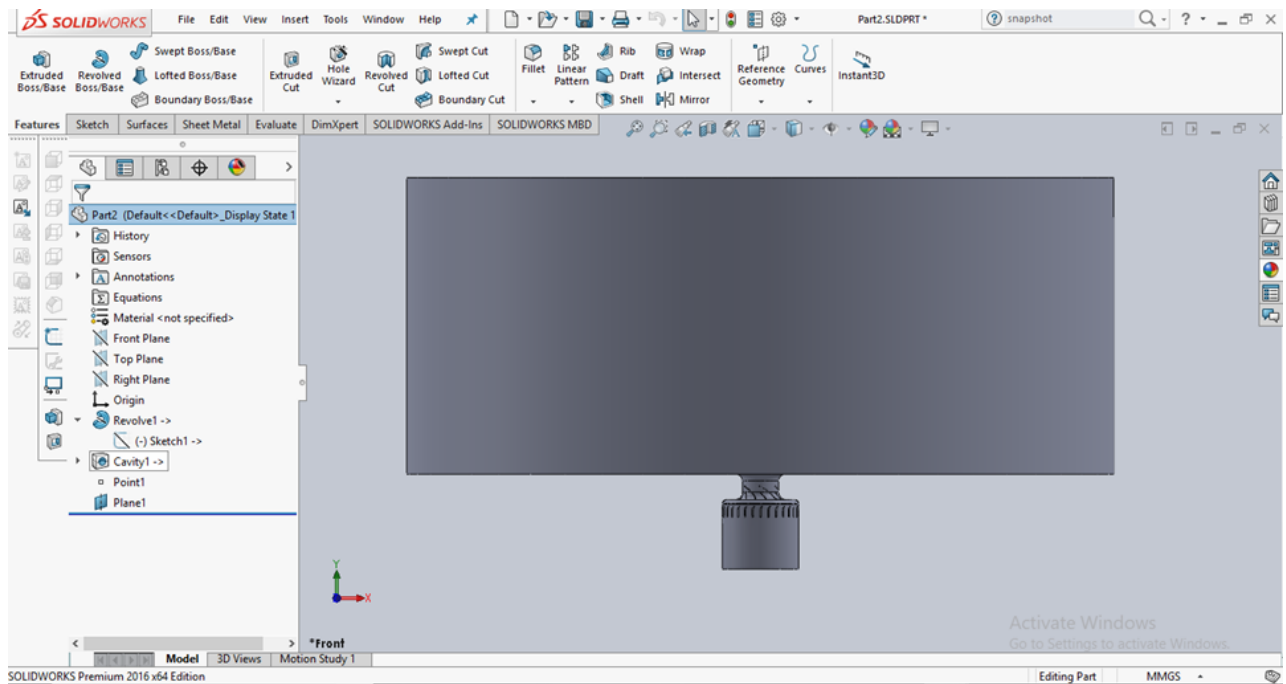 SOLIDWORKS File Edit View Insert Tools Window Help Part2.SLDPRT * snapshot
Extruded Boss/Base
Revolved Boss/Base
Swept Boss/Base
Lofted Boss/Base
Boundary Boss/Base
Extruded Cut
Hole Wizard
Revolved Cut
Swept Cut
Lofted Cut
Boundary Cut
Fillet
Linear Pattern
Rib
Draft
Shell
Wrap
Intersect
Mirror
Reference Geometry
Curves
Instant3D
Features Sketch Surfaces Sheet Metal Evaluate DimXpert SOLIDWORKS Add-Ins SOLIDWORKS MBD
Part2 (Default<<Default>_Display State 1
History
Sensors
Annotations
Equations
Material <not specified>
Front Plane
Top Plane
Right Plane
Origin
Revolve1 ->
(-) Sketch1 ->
Cavity1 ->
Point1
Plane1
Y
X
*Front
Activate Windows
Go to Settings to activate Windows.
Model 3D Views Motion Study 1
SOLIDWORKS Premium 2016 x64 Edition Editing Part MMGS